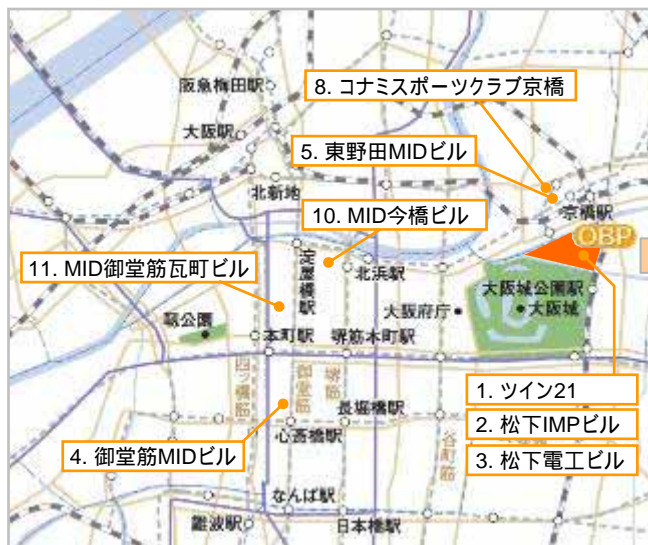 阪急梅田駅
8. コナミスポーツクラブ京橋
大阪駅
5. 東野田MIDビル
北新地
京橋駅
10. MID今橋ビル
OBP
11. MID御堂筋瓦町ビル
淀屋橋駅
北浜駅
大阪城公園駅
大阪府庁
大阪城
靱公園
本町駅
堺筋本町駅
四ッ橋筋
御堂筋
堺筋
1. ツイン21
長堀橋駅
2. 松下IMPビル
4. 御堂筋MIDビル
心斎橋駅
谷町筋
3. 松下電工ビル
なんば駅
難波駅
日本橋駅